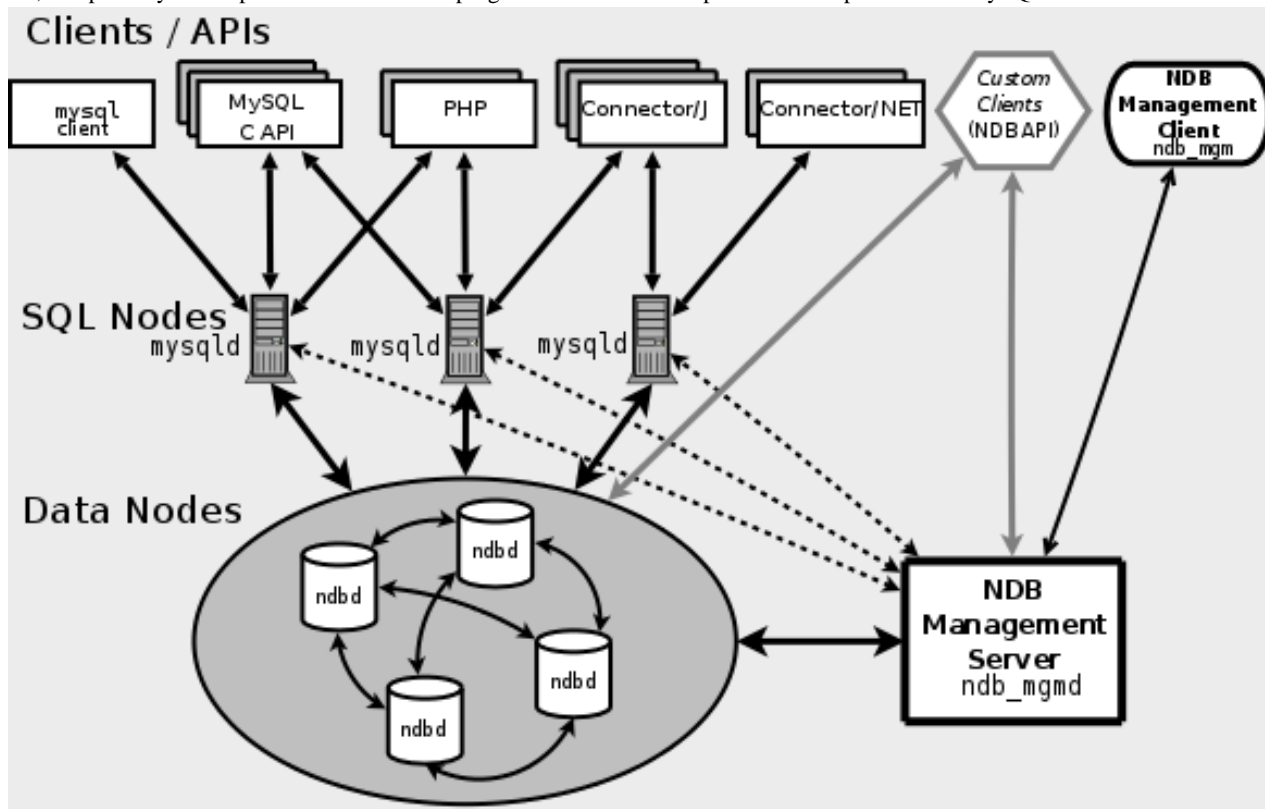 Clients / APIs
mysql
client
MySQL
C API
PHP
Connector/J
Connector/NET
Custom
Clients
(NDBAPI)
NDB
Management
Client
ndb_mgm
SQL Nodes
mysqld
mysqld
mysqld
Data Nodes
ndbd
ndbd
ndbd
ndbd
NDB
Management
Server
ndb_mgmd